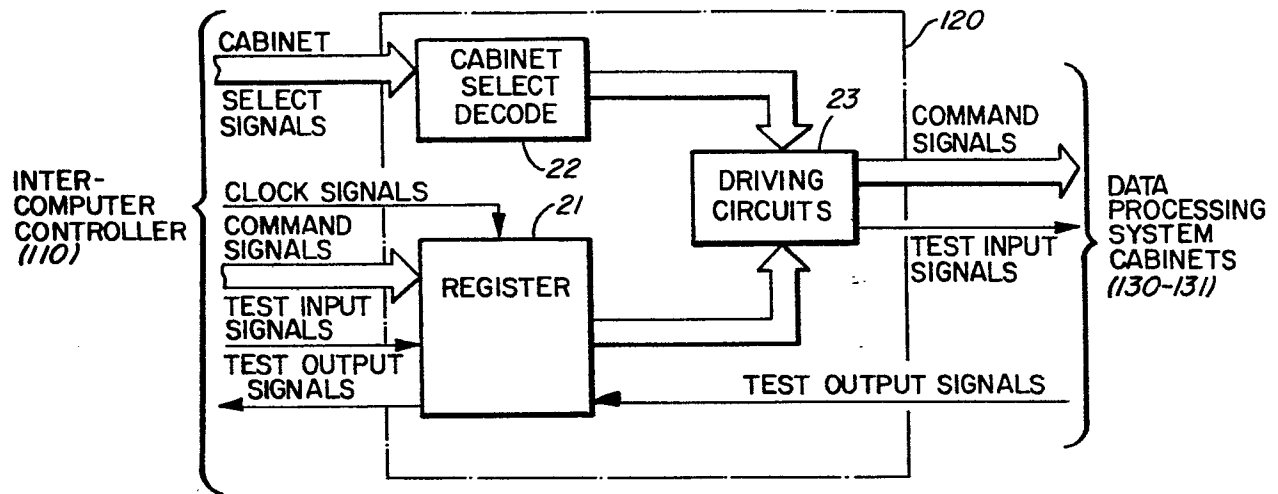 INTER-
COMPUTER
CONTROLLER
(110)
CABINET
SELECT
SIGNALS
CLOCK SIGNALS
COMMAND
SIGNALS
TEST INPUT
SIGNALS
TEST OUTPUT
SIGNALS
CABINET
SELECT
DECODE
22
21
REGISTER
23
DRIVING
CIRCUITS
120
COMMAND
SIGNALS
TEST INPUT
SIGNALS
TEST OUTPUT SIGNALS
DATA
PROCESSING
SYSTEM
CABINETS
(130-131)